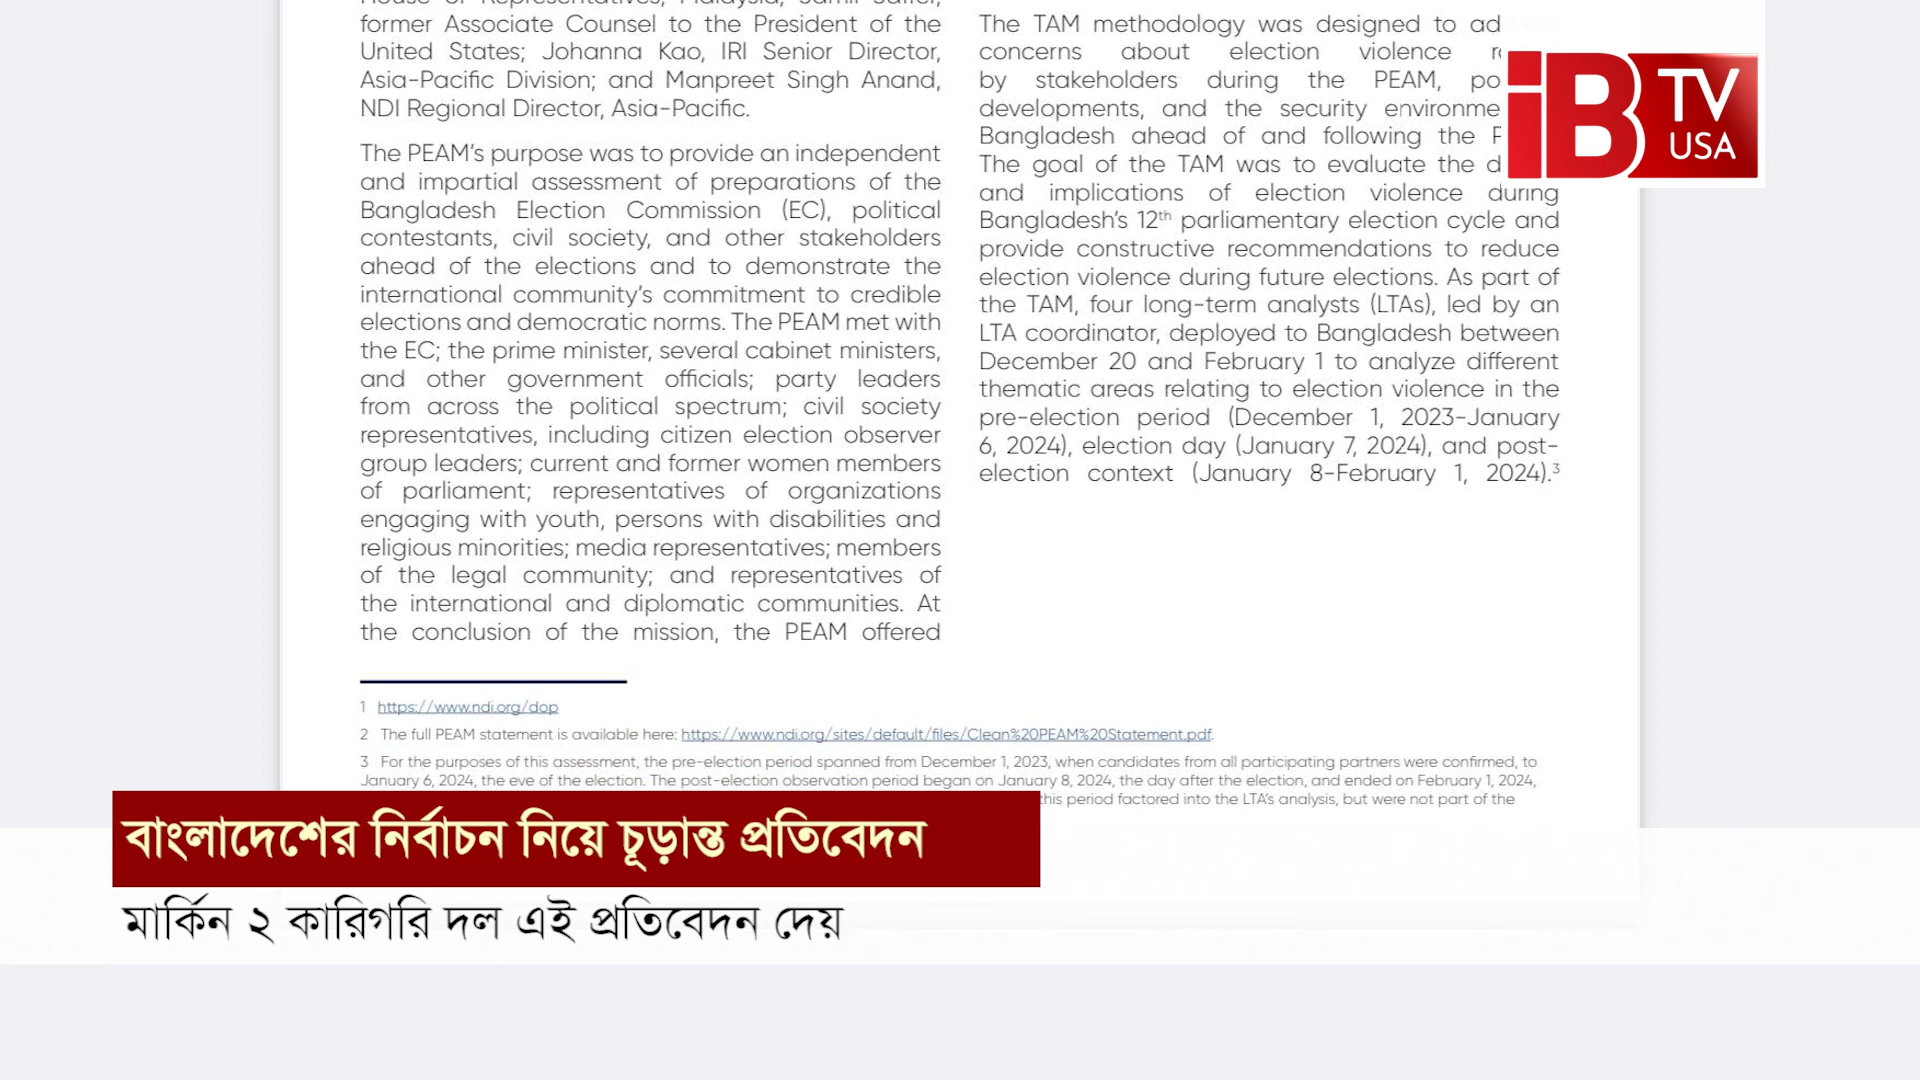 former Associate Counsel to the President of the
United States; Johanna Kao, IRI Senior Director,
Asia-Pacific Division; and Manpreet Singh Anand,
NDI Regional Director, Asia-Pacific.
The PEAM's purpose was to provide an independent
and impartial assessment of preparations of the
Bangladesh Election Commission (EC), political
contestants, civil society, and other stakeholders
ahead of the elections and to demonstrate the
international community's commitment to credible
elections and democratic norms. The PEAM met with
the EC; the prime minister, several cabinet ministers,
and other government officials; party leaders
from across the political spectrum; civil society
representatives, including citizen election observer
group leaders; current and former women members
of parliament; representatives of organizations
engaging with youth, persons with disabilities and
religious minorities; media representatives; members
of the legal community; and representatives of
the international and diplomatic communities. At
the conclusion of the mission, the PEAM offered
The TAM methodology was designed to
concerns about election violence
by stakeholders during the PEAM,
developments, and the security
Bangladesh ahead of and following the
The goal of the TAM was to evaluate the
and implications of election violence during
Bangladesh's 12th parliamentary election cycle and
provide constructive recommendations to reduce
election violence during future elections. As part of
the TAM, four long-term analysts (LTAs), led by an
LTA coordinator, deployed to Bangladesh between
December 20 and February 1 to analyze different
thematic areas relating to election violence in the
pre-election period (December 1, 2023-January
6, 2024), election day (January 7, 2024), and post-
election context (January 8-February 1, 2024).3
1 https://www.ndi.org/dop
2 The full PEAM statement is available here: https://www.ndi.org/sites/default/files/Clean%20PEAM%20Statement.pdf.
3 For the purposes of this assessment, the pre-election period spanned from December 1, 2023, when candidates from all participating partners were confirmed, to
January 6, 2024, the eve of the election. The post-election observation period began on January 8, 2024, the day after the election, and ended on February 1, 2024,
this period factored into the LTA's analysis, but were not part of the
iB TV USA
বাংলাদেশের নির্বাচন নিয়ে চূড়ান্ত প্রতিবেদন
মার্কিন ২ কারিগরি দল এই প্রতিবেদন দেয়